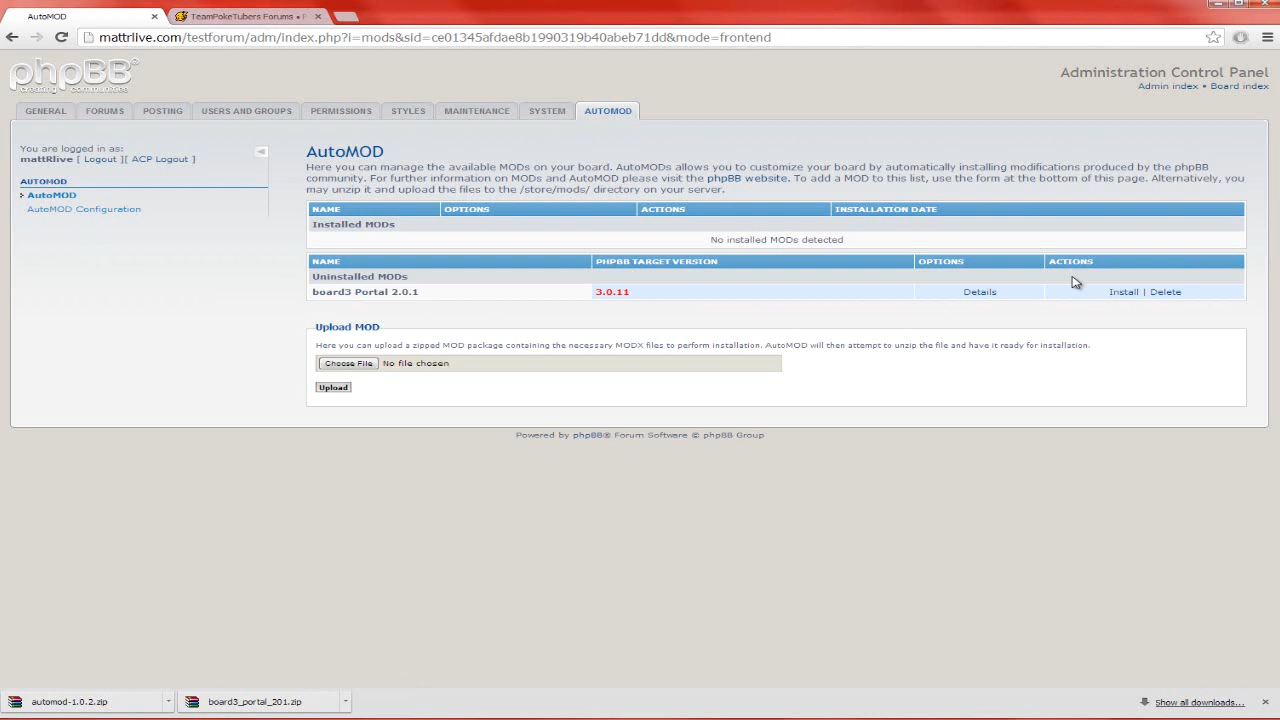 AutoMOD
TeamPokeTubers Forums • P
mattrlive.com/testforum/adm/index.php?i=mods&sid=ce01345afdae8b1990319b40abeb71dd&mode=frontend
phpBB®
creating communities
Administration Control Panel
Admin index • Board index
GENERAL FORUMS POSTING USERS AND GROUPS PERMISSIONS STYLES MAINTENANCE SYSTEM AUTOMOD
You are logged in as:
mattRlive [ Logout ][ ACP Logout ]
AUTOMOD
AutoMOD
AutoMOD Configuration
AutoMOD
Here you can manage the available MODs on your board. AutoMODs allows you to customize your board by automatically installing modifications produced by the phpBB
community. For further information on MODs and AutoMOD please visit the phpBB website. To add a MOD to this list, use the form at the bottom of this page. Alternatively, you
may unzip it and upload the files to the /store/mods/ directory on your server.
NAME OPTIONS ACTIONS INSTALLATION DATE
Installed MODs
No installed MODs detected
NAME PHPBB TARGET VERSION OPTIONS ACTIONS
Uninstalled MODs
board3 Portal 2.0.1 3.0.11 Details Install | Delete
Upload MOD
Here you can upload a zipped MOD package containing the necessary MODX files to perform installation. AutoMOD will then attempt to unzip the file and have it ready for installation.
Choose File No file chosen
Upload
Powered by phpBB® Forum Software © phpBB Group
automod-1.0.2.zip board3_portal_201.zip Show all downloads...